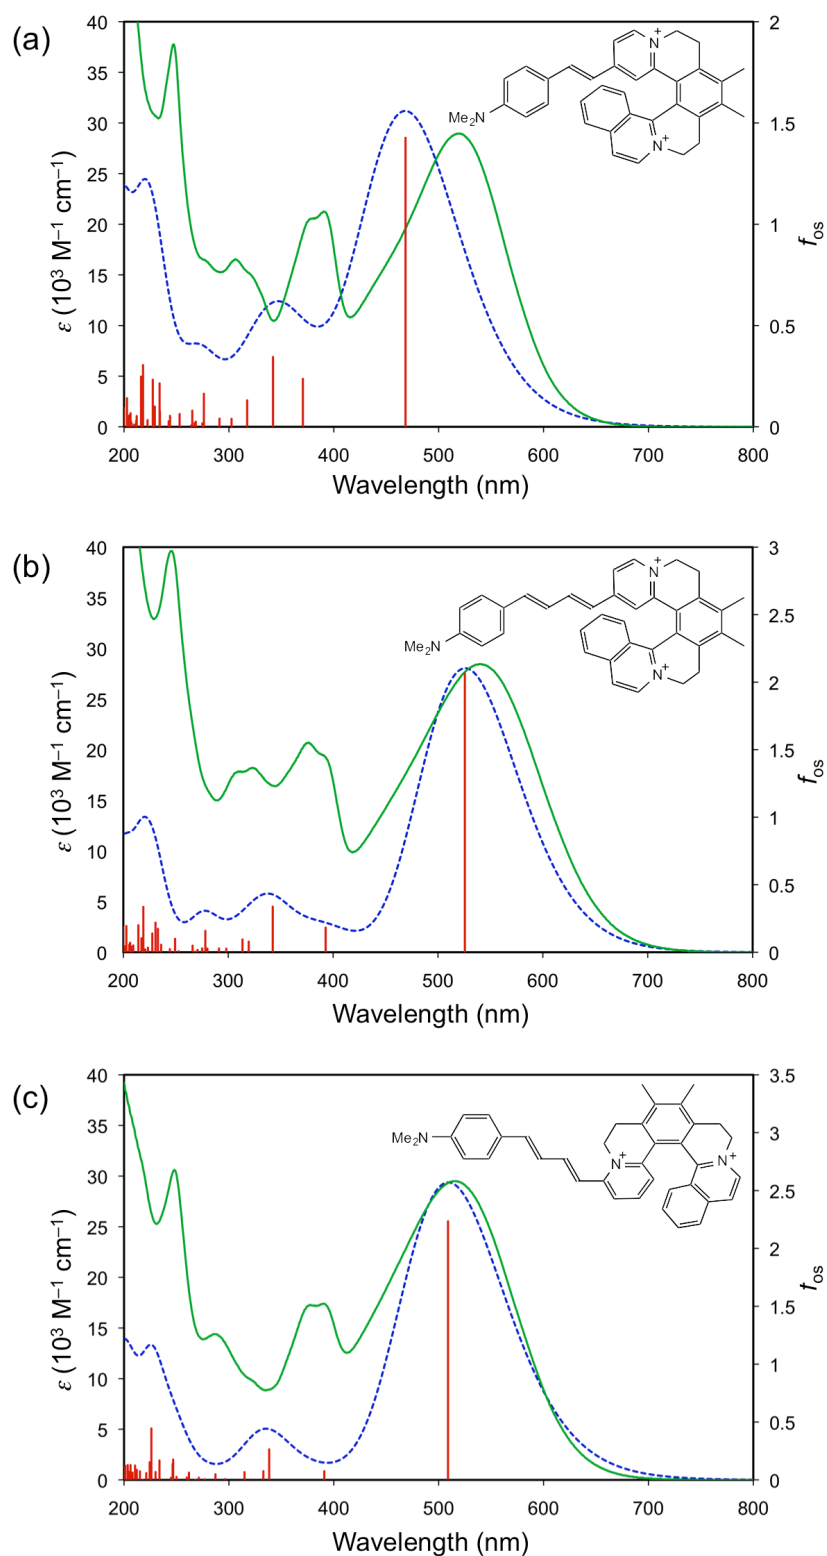 (a)
40
35
30
25
20
15
10
5
0
ε (10³ M⁻¹ cm⁻¹)
2
1.5
1
0.5
0
fos
Me₂N
N
+
N
+
200 300 400 500 600 700 800
Wavelength (nm)
(b)
40
35
30
25
20
15
10
5
0
ε (10³ M⁻¹ cm⁻¹)
3
2.5
2
1.5
1
0.5
0
fos
Me₂N
N
+
N
+
200 300 400 500 600 700 800
Wavelength (nm)
(c)
40
35
30
25
20
15
10
5
0
ε (10³ M⁻¹ cm⁻¹)
3.5
3
2.5
2
1.5
1
0.5
0
fos
Me₂N
N
+
N
+
200 300 400 500 600 700 800
Wavelength (nm)